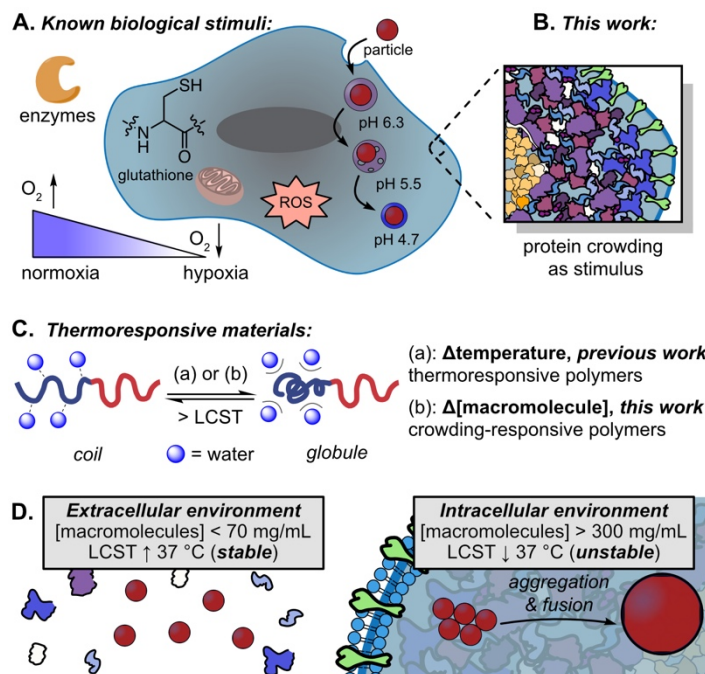 A. Known biological stimuli:
B. This work:
particle
enzymes
SH
N
H
O
pH 6.3
glutathione
pH 5.5
ROS
pH 4.7
O2
O2
normoxia
hypoxia
protein crowding
as stimulus
C. Thermoresponsive materials:
(a) or (b)
> LCST
coil
= water
globule
(a): Δtemperature, previous work
thermoresponsive polymers
(b): Δ[macromolecule], this work
crowding-responsive polymers
D.
Extracellular environment
[macromolecules] < 70 mg/mL
LCST ↑ 37 °C (stable)
Intracellular environment
[macromolecules] > 300 mg/mL
LCST ↓ 37 °C (unstable)
aggregation
& fusion